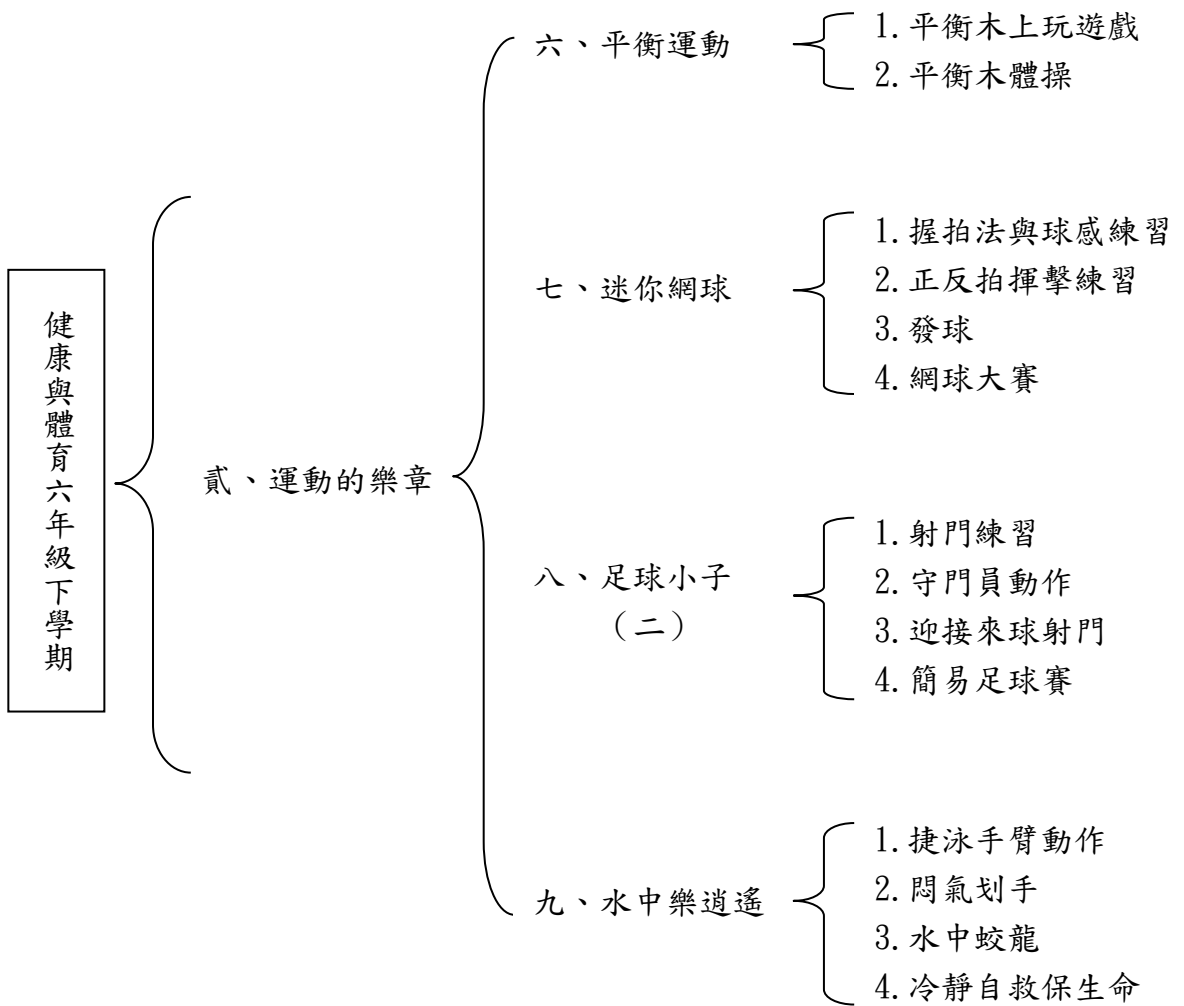 健康與體育六年級下學期
貳、運動的樂章
六、平衡運動
1.平衡木上玩遊戲
2.平衡木體操
七、迷你網球
1.握拍法與球感練習
2.正反拍揮擊練習
3.發球
4.網球大賽
八、足球小子
（二）
1.射門練習
2.守門員動作
3.迎接來球射門
4.簡易足球賽
九、水中樂逍遙
1.捷泳手臂動作
2.悶氣划手
3.水中蛟龍
4.冷靜自救保生命